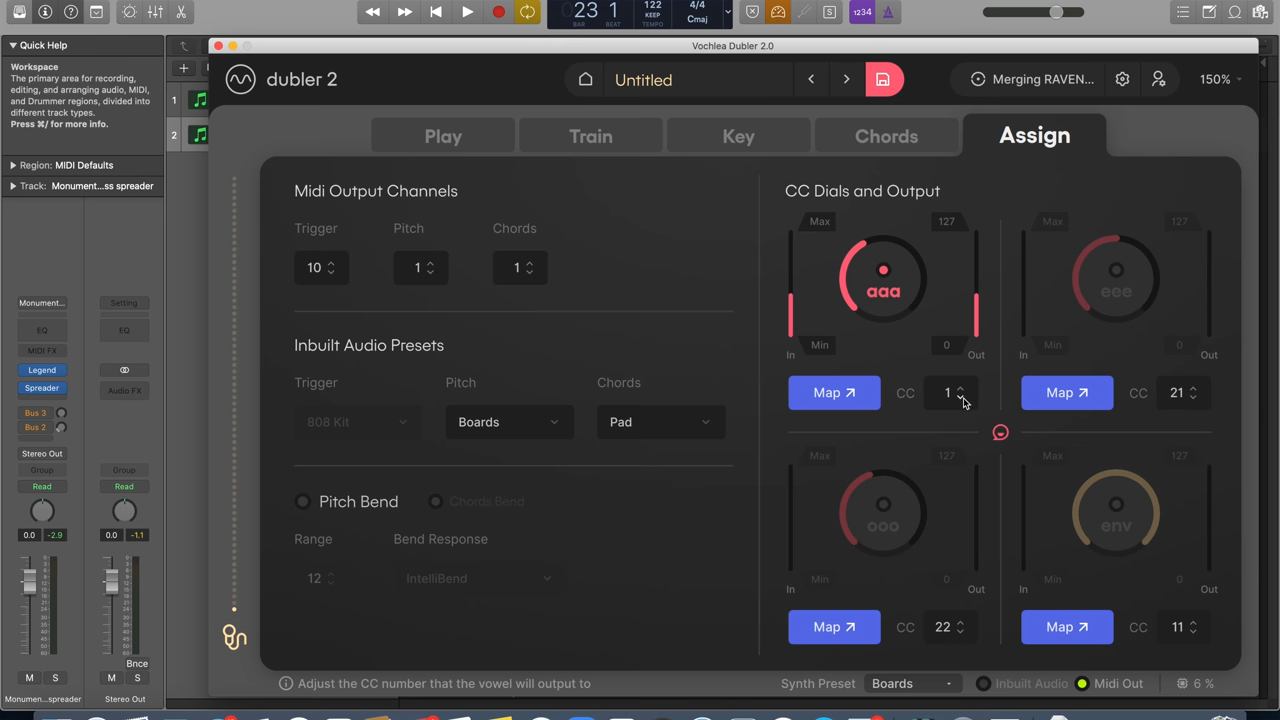 23 1
BAR BEAT
122
KEEP
TEMPO
4/4
Cmaj
S
1234
Quick Help
Workspace
The primary area for recording,
editing, and arranging audio, MIDI,
and Drummer regions, divided into
different track types.
Press ⌘/ for more info.
Region: MIDI Defaults
Track: Monument...ss spreader
1
2
Vochlea Dubler 2.0
dubler 2
Untitled
Merging RAVEN...
150%
Play
Train
Key
Chords
Assign
Midi Output Channels
Trigger
Pitch
Chords
10
1
1
Inbuilt Audio Presets
Trigger
Pitch
Chords
808 Kit
Boards
Pad
Pitch Bend
Chords Bend
Range
Bend Response
12
IntelliBend
CC Dials and Output
Max
127
aaa
Min
0
In
Out
Map ↗
CC
1
Max
127
eee
Min
0
In
Out
Map ↗
CC
21
Max
127
ooo
Min
0
In
Out
Map ↗
CC
22
Max
127
env
Min
0
In
Out
Map ↗
CC
11
Adjust the CC number that the vowel will output to
Synth Preset
Boards
Inbuilt Audio
Midi Out
6 %
Monument...
Setting
EQ
EQ
MIDI FX
Legend
Spreader
Audio FX
Bus 3
Bus 2
Stereo Out
Group
Group
Read
Read
0.0
-2.9
0.0
-1.1
Bnce
M
S
M
S
Monumen...spreader
Stereo Out